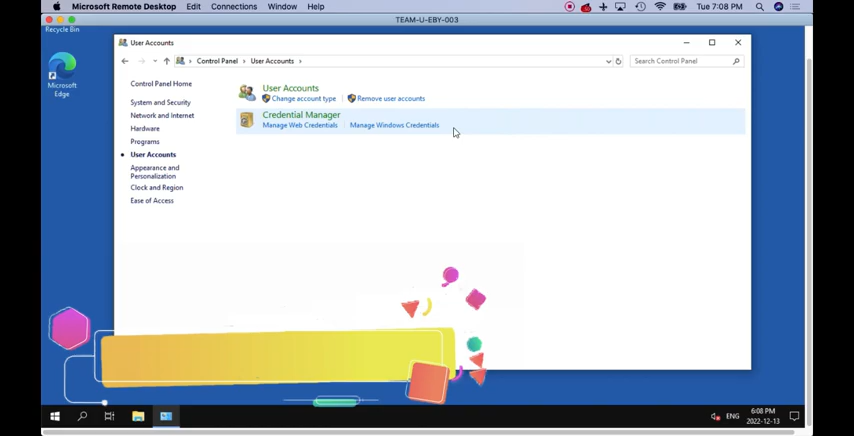 Microsoft Remote Desktop Edit Connections Window Help Tue 7:08 PM
TEAM-U-EBY-003
Recycle Bin
Microsoft
Edge
User Accounts
Control Panel > User Accounts >
Search Control Panel
Control Panel Home
System and Security
Network and Internet
Hardware
Programs
User Accounts
Appearance and
Personalization
Clock and Region
Ease of Access
User Accounts
Change account type
Remove user accounts
Credential Manager
Manage Web Credentials
Manage Windows Credentials
ENG
6:08 PM
2022-12-13